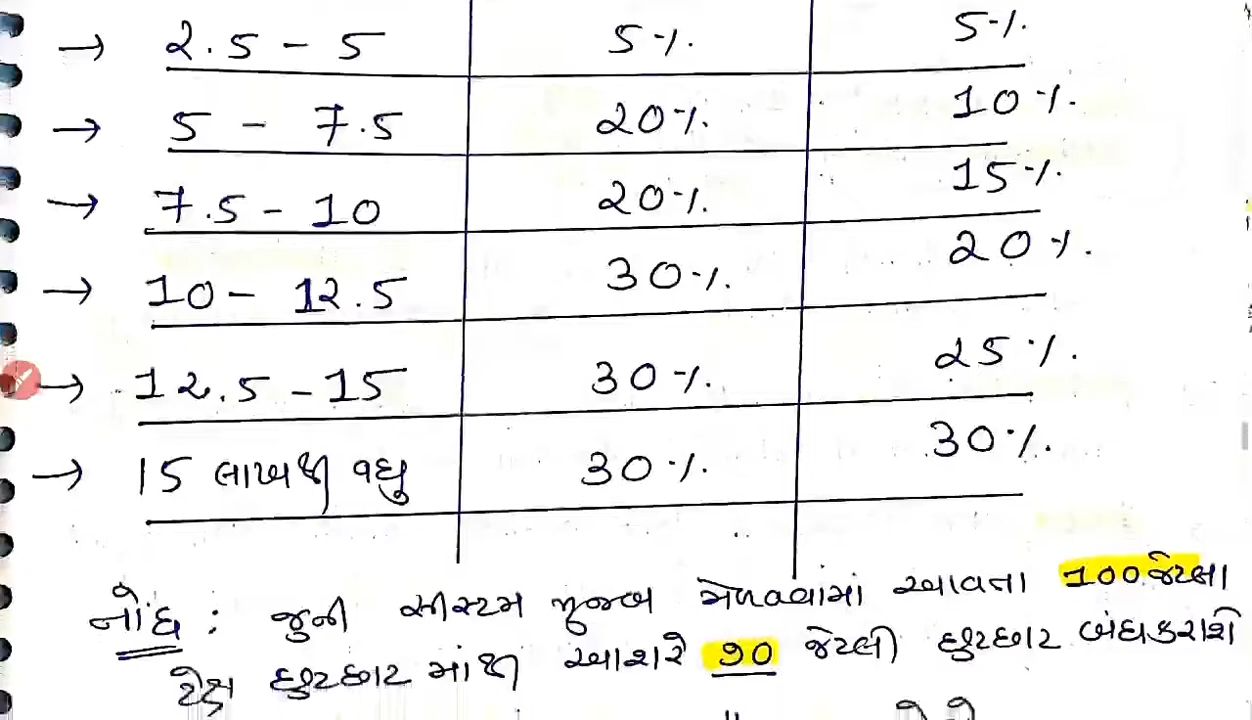 → 2.5 - 5 5% 5%
→ 5 - 7.5 20% 10%
→ 7.5 - 10 20% 15%
→ 10 - 12.5 30% 20%
→ 12.5 - 15 30% 25%
→ 15 લાખથી વધુ 30% 30%
નોંધ : જુની સીસ્ટમ મુજબ મેળવવામાં આવતા 100 જેટલા
ટેક્ષ છુટછાટ માંથી આશરે 70 જેટલી છુટછાટ બંધ કરાશે